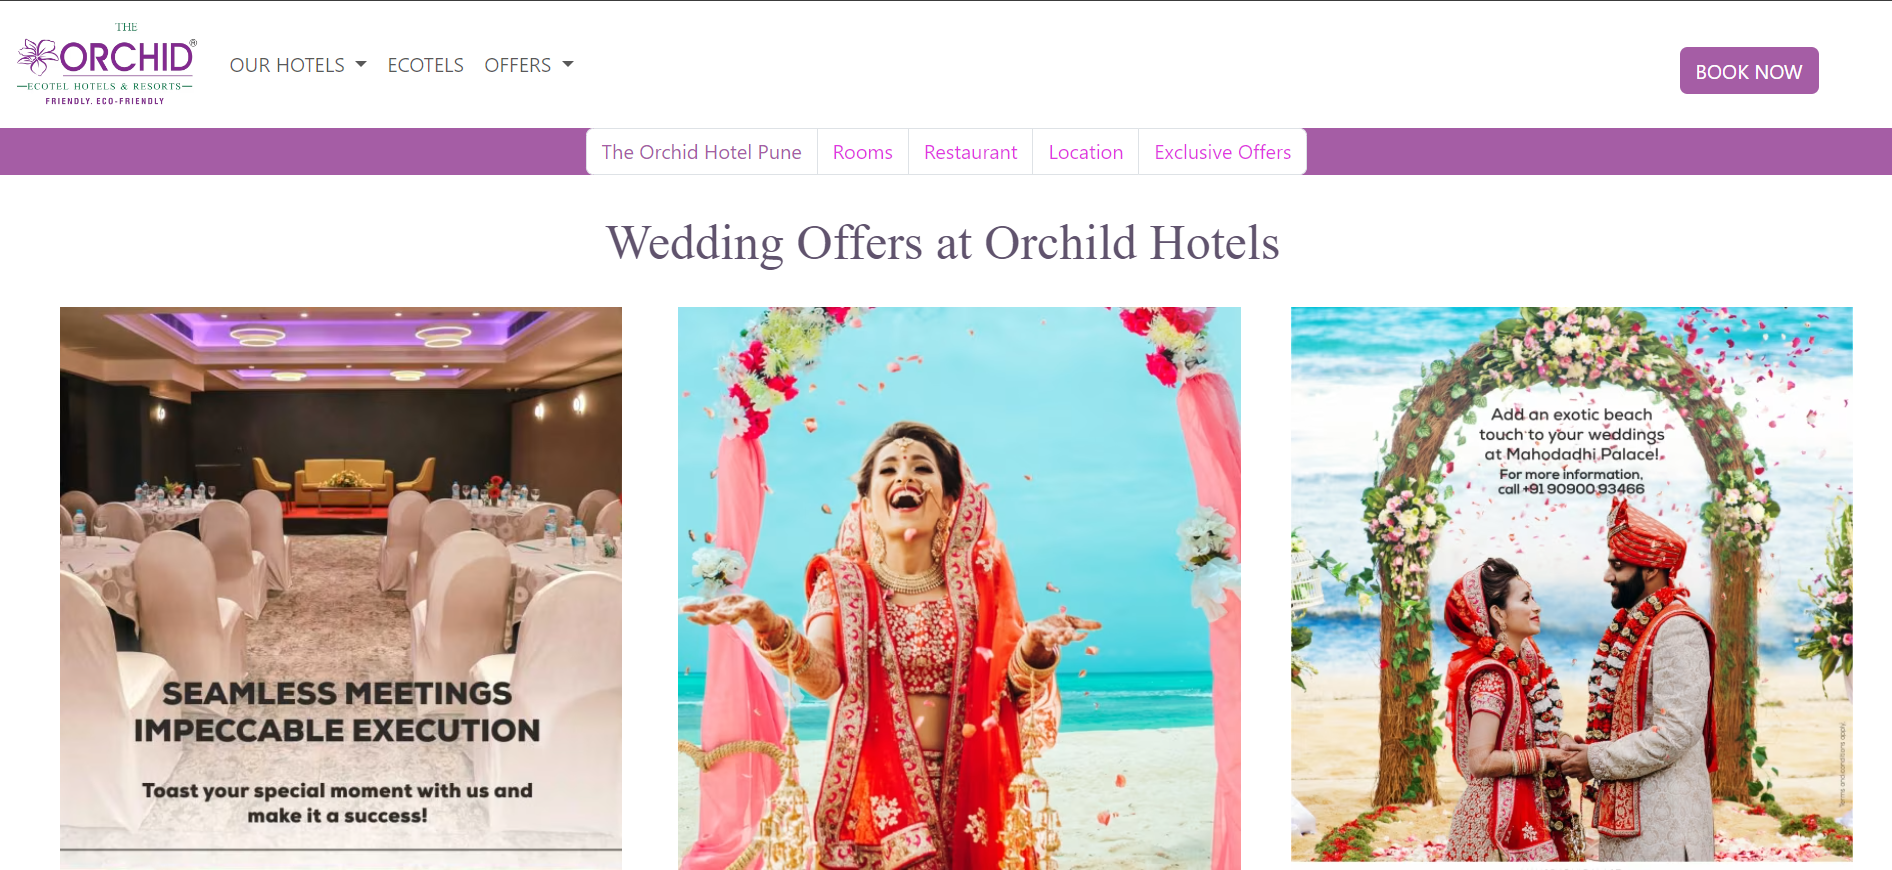 THE
ORCHID®
ECOTEL HOTELS & RESORTS
FRIENDLY. ECO-FRIENDLY
OUR HOTELS
ECOTELS
OFFERS
BOOK NOW
The Orchid Hotel Pune
Rooms
Restaurant
Location
Exclusive Offers
Wedding Offers at Orchild Hotels
SEAMLESS MEETINGS
IMPECCABLE EXECUTION
Toast your special moment with us and
make it a success!
Add an exotic beach
touch to your weddings
at Mahodadhi Palace!
For more information,
call +91 90900 93466
Terms and conditions apply.